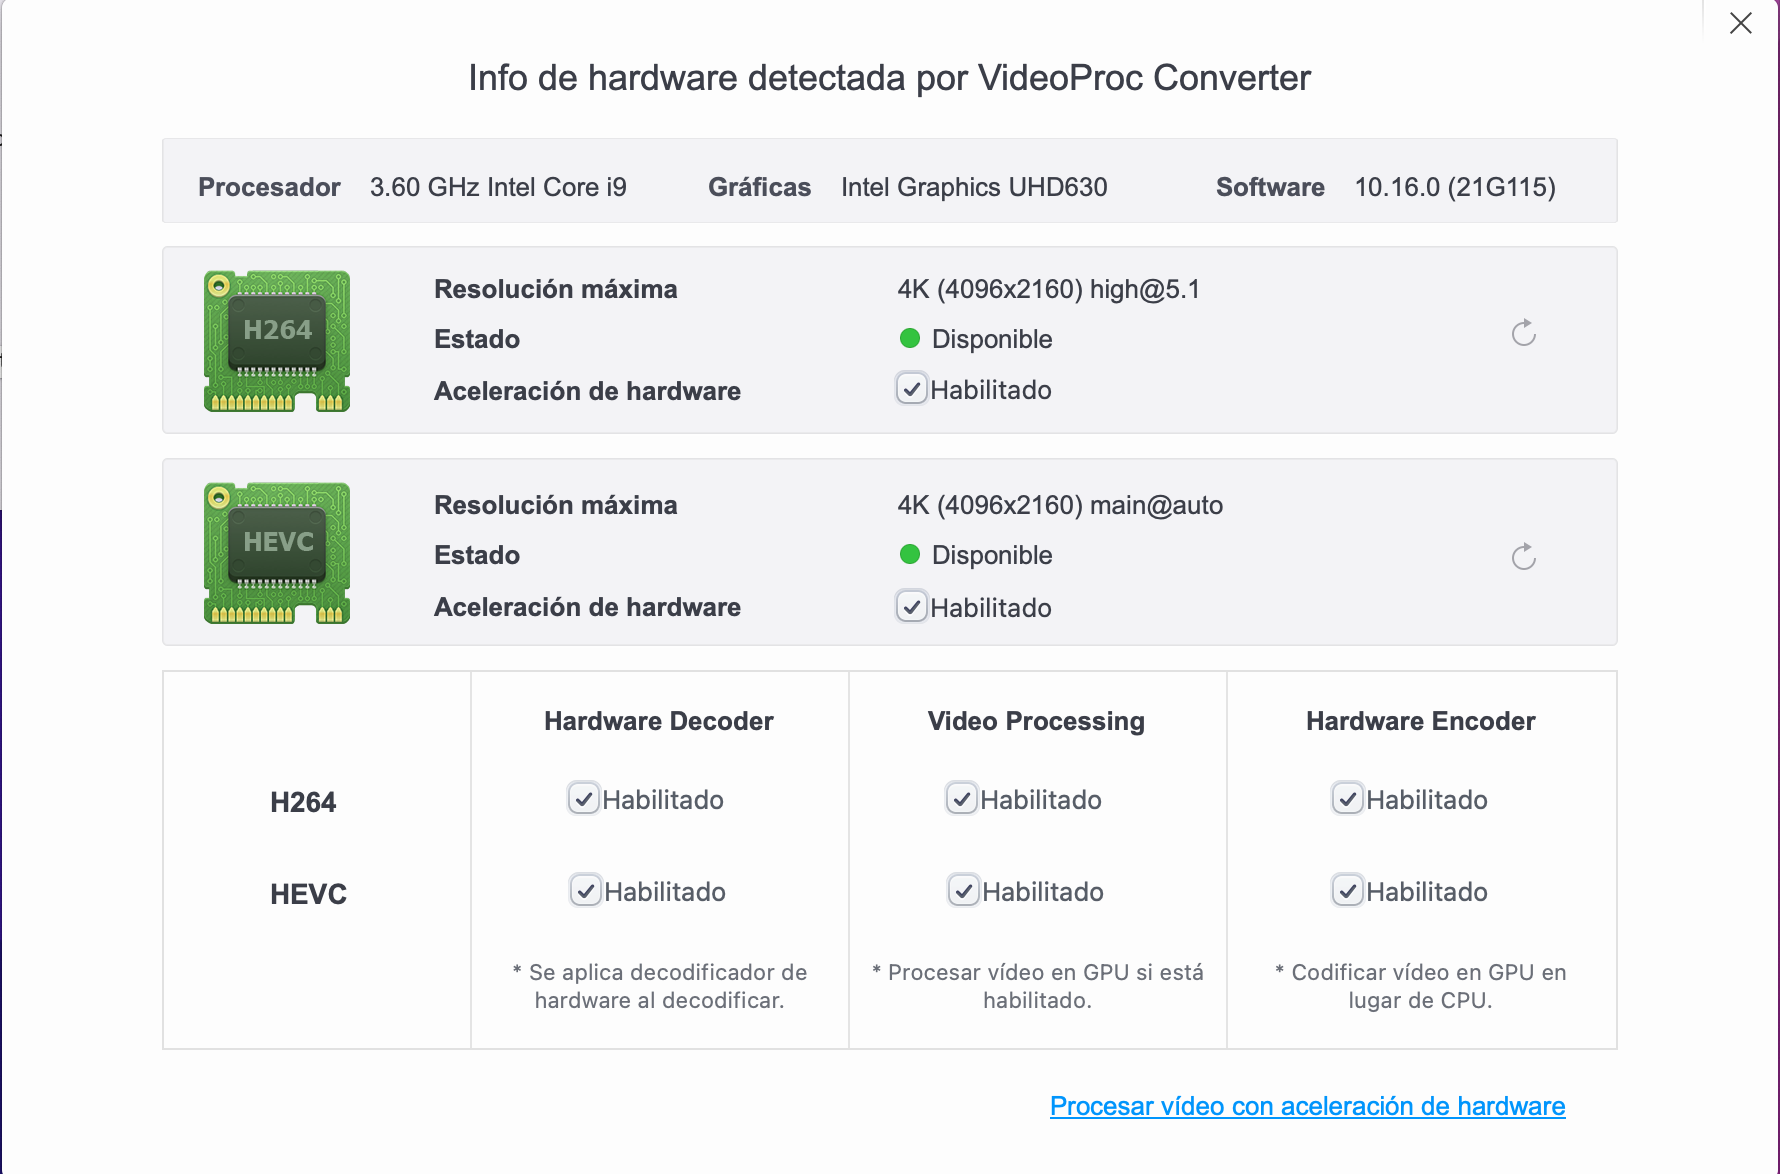 Info de hardware detectada por VideoProc Converter
Procesador 3.60 GHz Intel Core i9 Gráficas Intel Graphics UHD630 Software 10.16.0 (21G115)
H264
Resolución máxima 4K (4096x2160) high@5.1
Estado Disponible
Aceleración de hardware Habilitado
HEVC
Resolución máxima 4K (4096x2160) main@auto
Estado Disponible
Aceleración de hardware Habilitado
Hardware Decoder Video Processing Hardware Encoder
H264 Habilitado Habilitado Habilitado
HEVC Habilitado Habilitado Habilitado
* Se aplica decodificador de
hardware al decodificar.
* Procesar vídeo en GPU si está
habilitado.
* Codificar vídeo en GPU en
lugar de CPU.
Procesar vídeo con aceleración de hardware